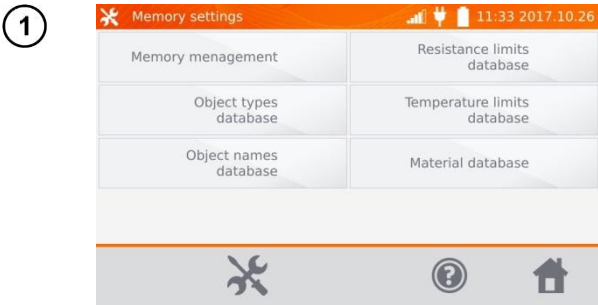 1
Memory settings
11:33 2017.10.26
Memory menagement
Resistance limits
database
Object types
database
Temperature limits
database
Object names
database
Material database
?